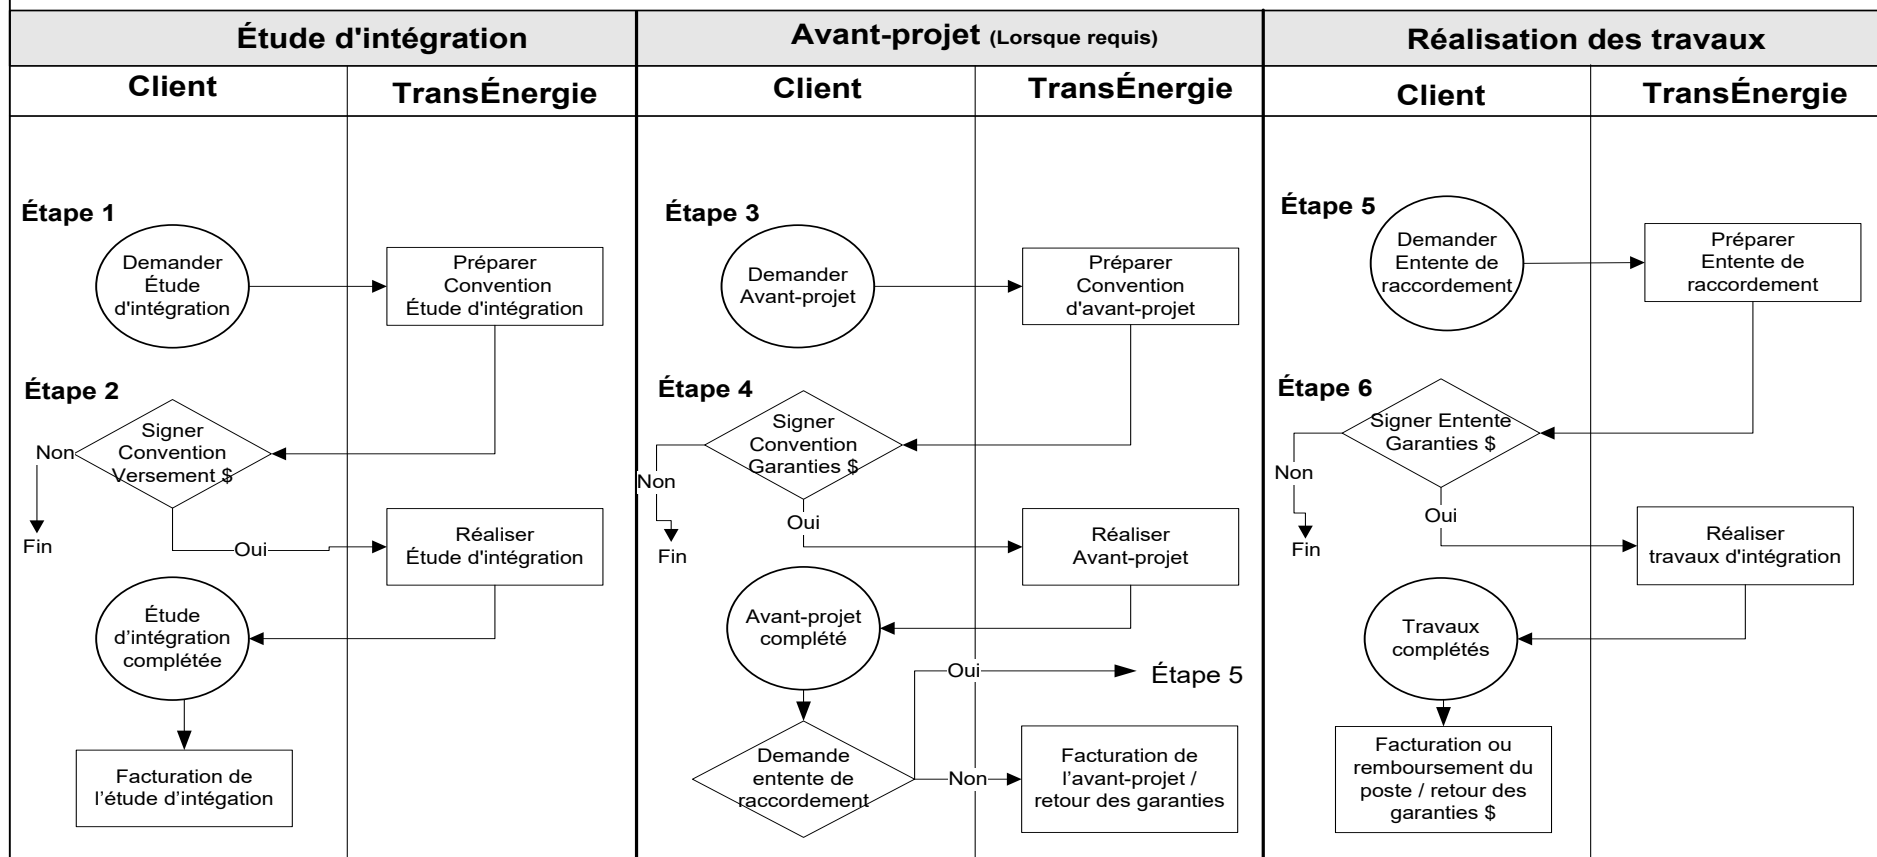 Étude d'intégration
Avant-projet (Lorsque requis)
Réalisation des travaux
Client
TransÉnergie
Client
TransÉnergie
Client
TransÉnergie
Étape 1
Demander
Étude
d'intégration
Préparer
Convention
Étude d'intégration
Étape 2
Signer
Convention
Versement $
Non
Fin
Oui
Réaliser
Étude d'intégration
Étude
d’intégration
complétée
Facturation de
l’étude d’intégation
Étape 3
Demander
Avant-projet
Préparer
Convention
d'avant-projet
Étape 4
Signer
Convention
Garanties $
Non
Fin
Oui
Réaliser
Avant-projet
Avant-projet
complété
Oui
Étape 5
Demande
entente de
raccordement
Non
Facturation de
l’avant-projet /
retour des garanties
Étape 5
Demander
Entente de
raccordement
Préparer
Entente de
raccordement
Étape 6
Signer Entente
Garanties $
Non
Fin
Oui
Réaliser
travaux d'intégration
Travaux
complétés
Facturation ou
remboursement du
poste / retour des
garanties $